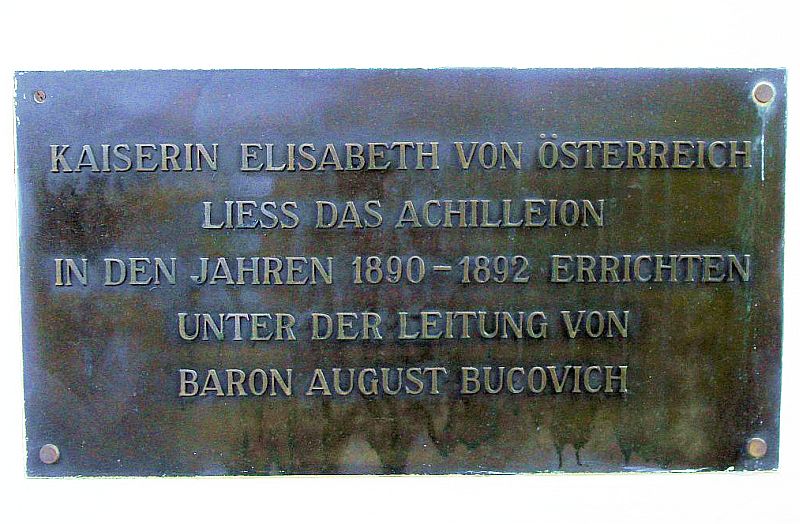 KAISERIN ELISABETH VON ÖSTERREICH
LIESS DAS ACHILLEION
IN DEN JAHREN 1890–1892 ERRICHTEN
UNTER DER LEITUNG VON
BARON AUGUST BUCOVICH